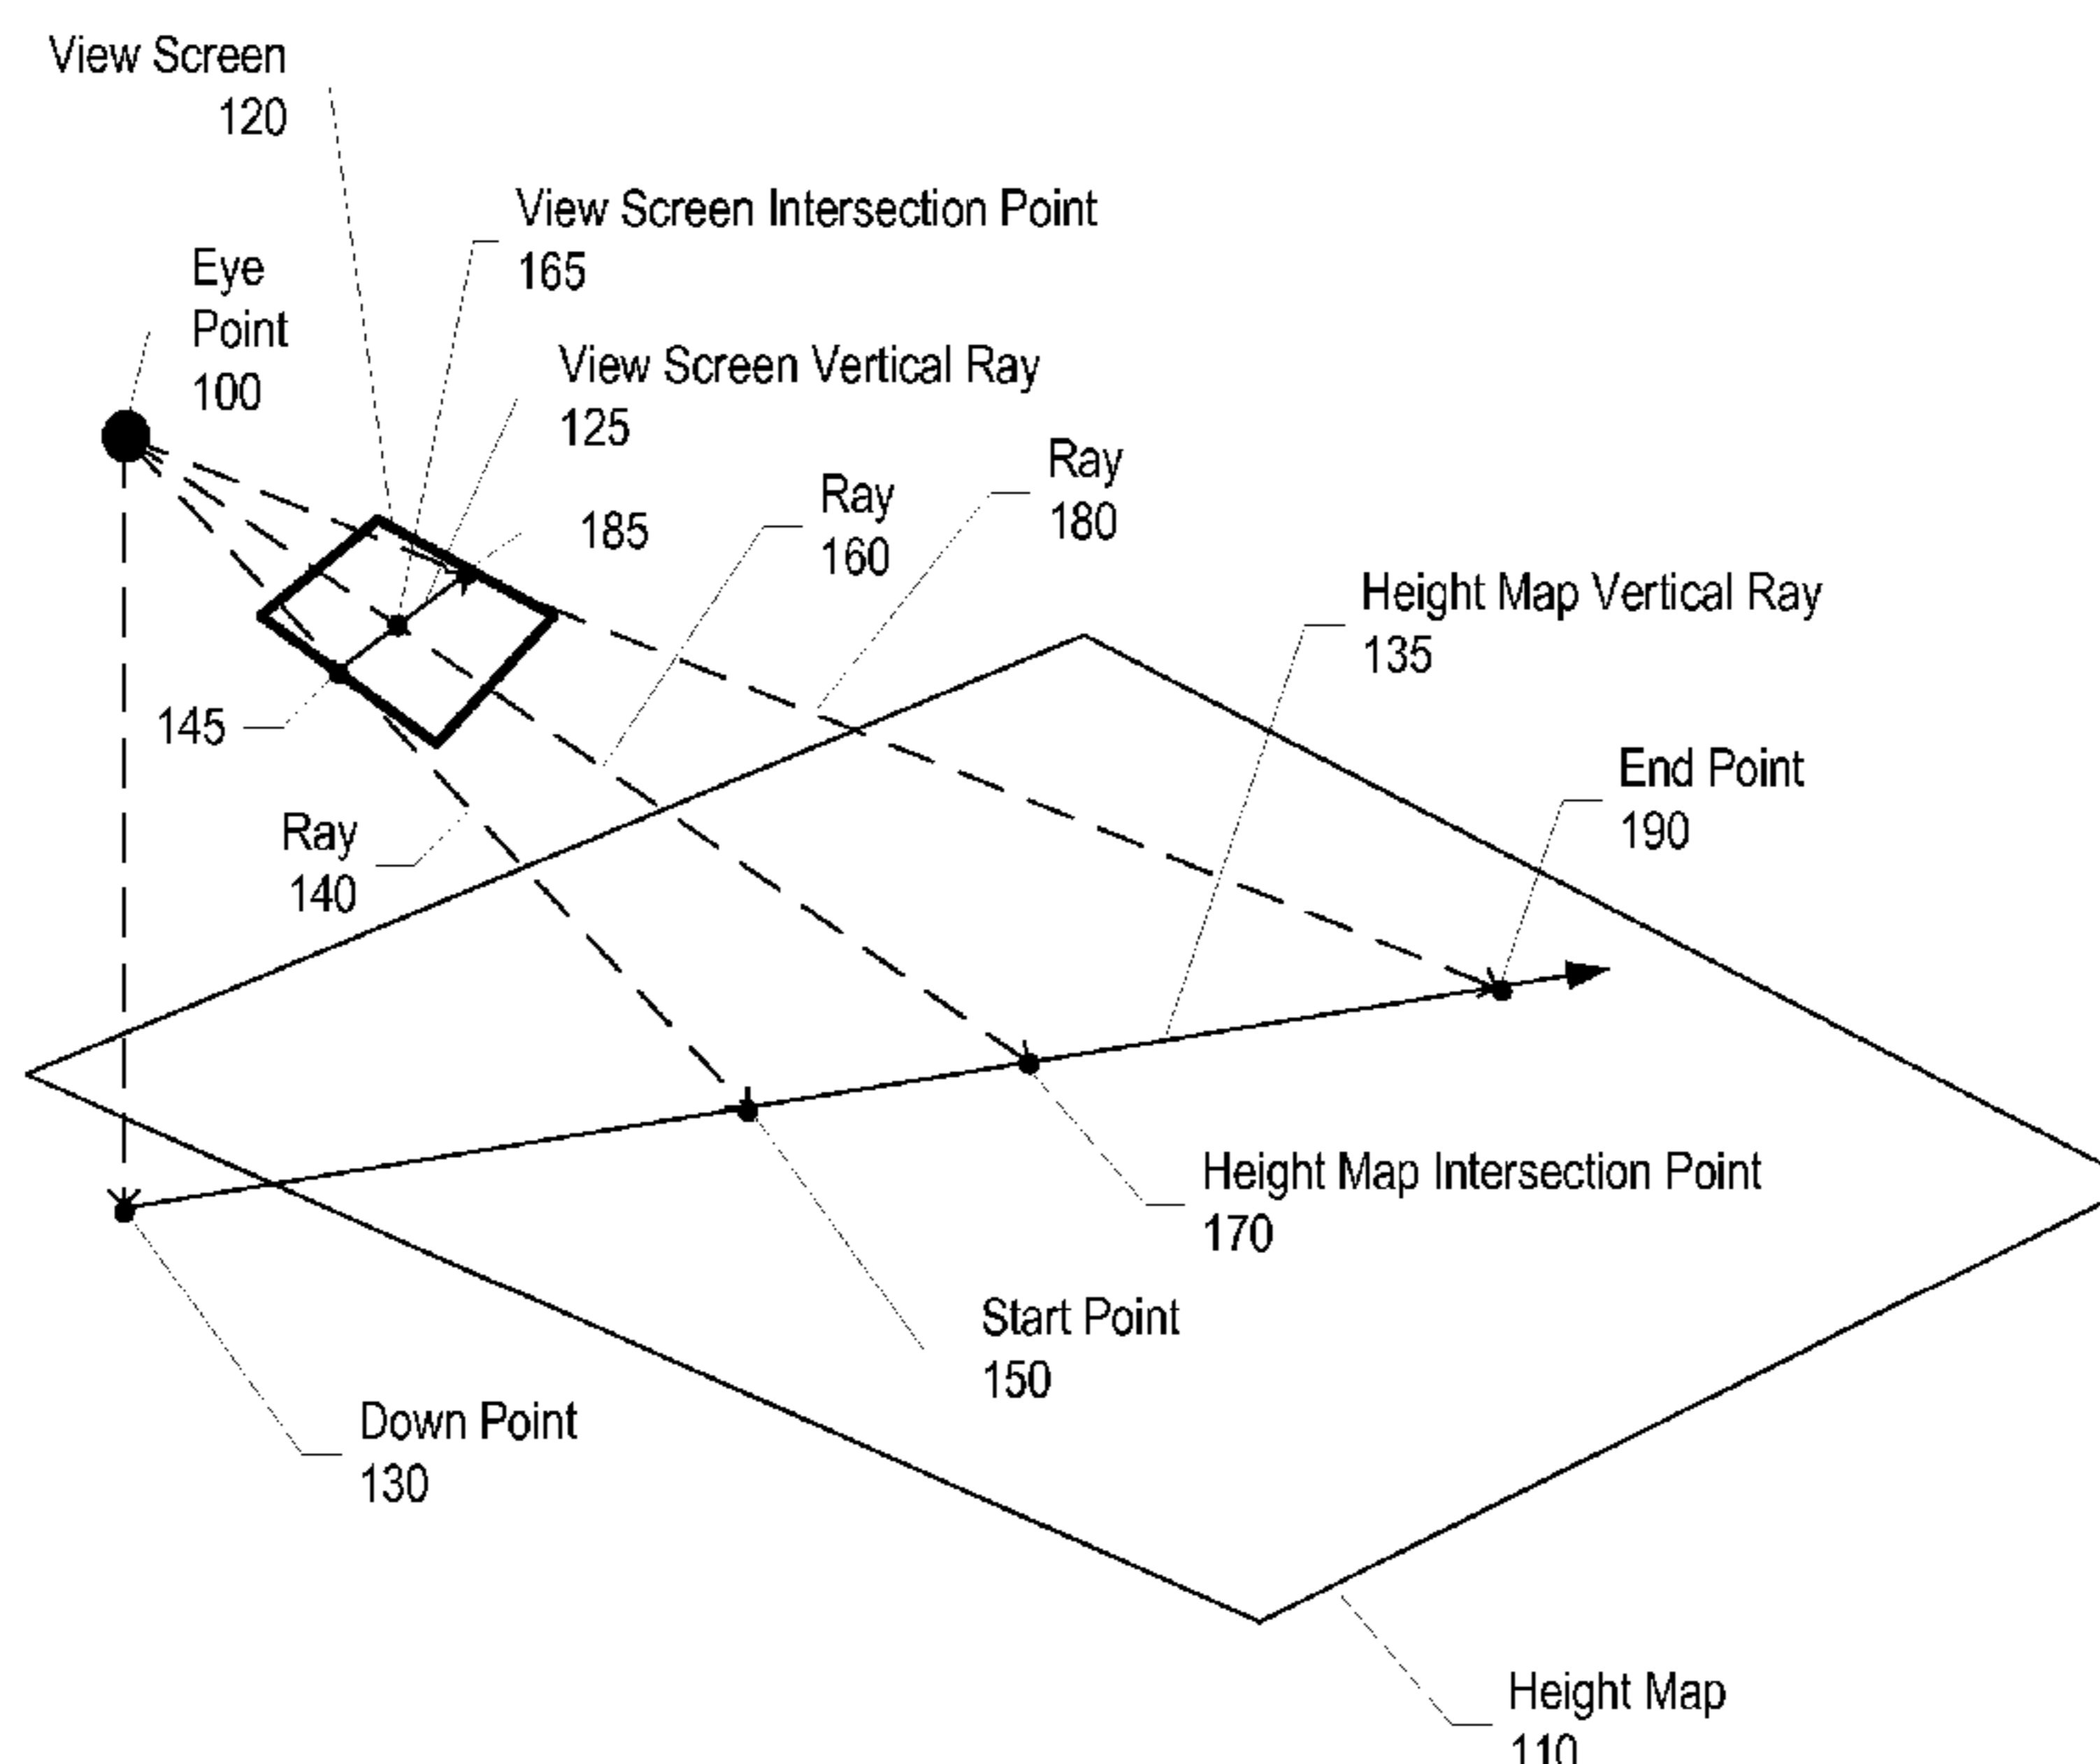 View Screen
120
View Screen Intersection Point
165
Eye
Point
100
View Screen Vertical Ray
125
Ray
180
Ray
160
185
Height Map Vertical Ray
135
145
End Point
190
Ray
140
Height Map Intersection Point
170
Start Point
150
Down Point
130
Height Map
110